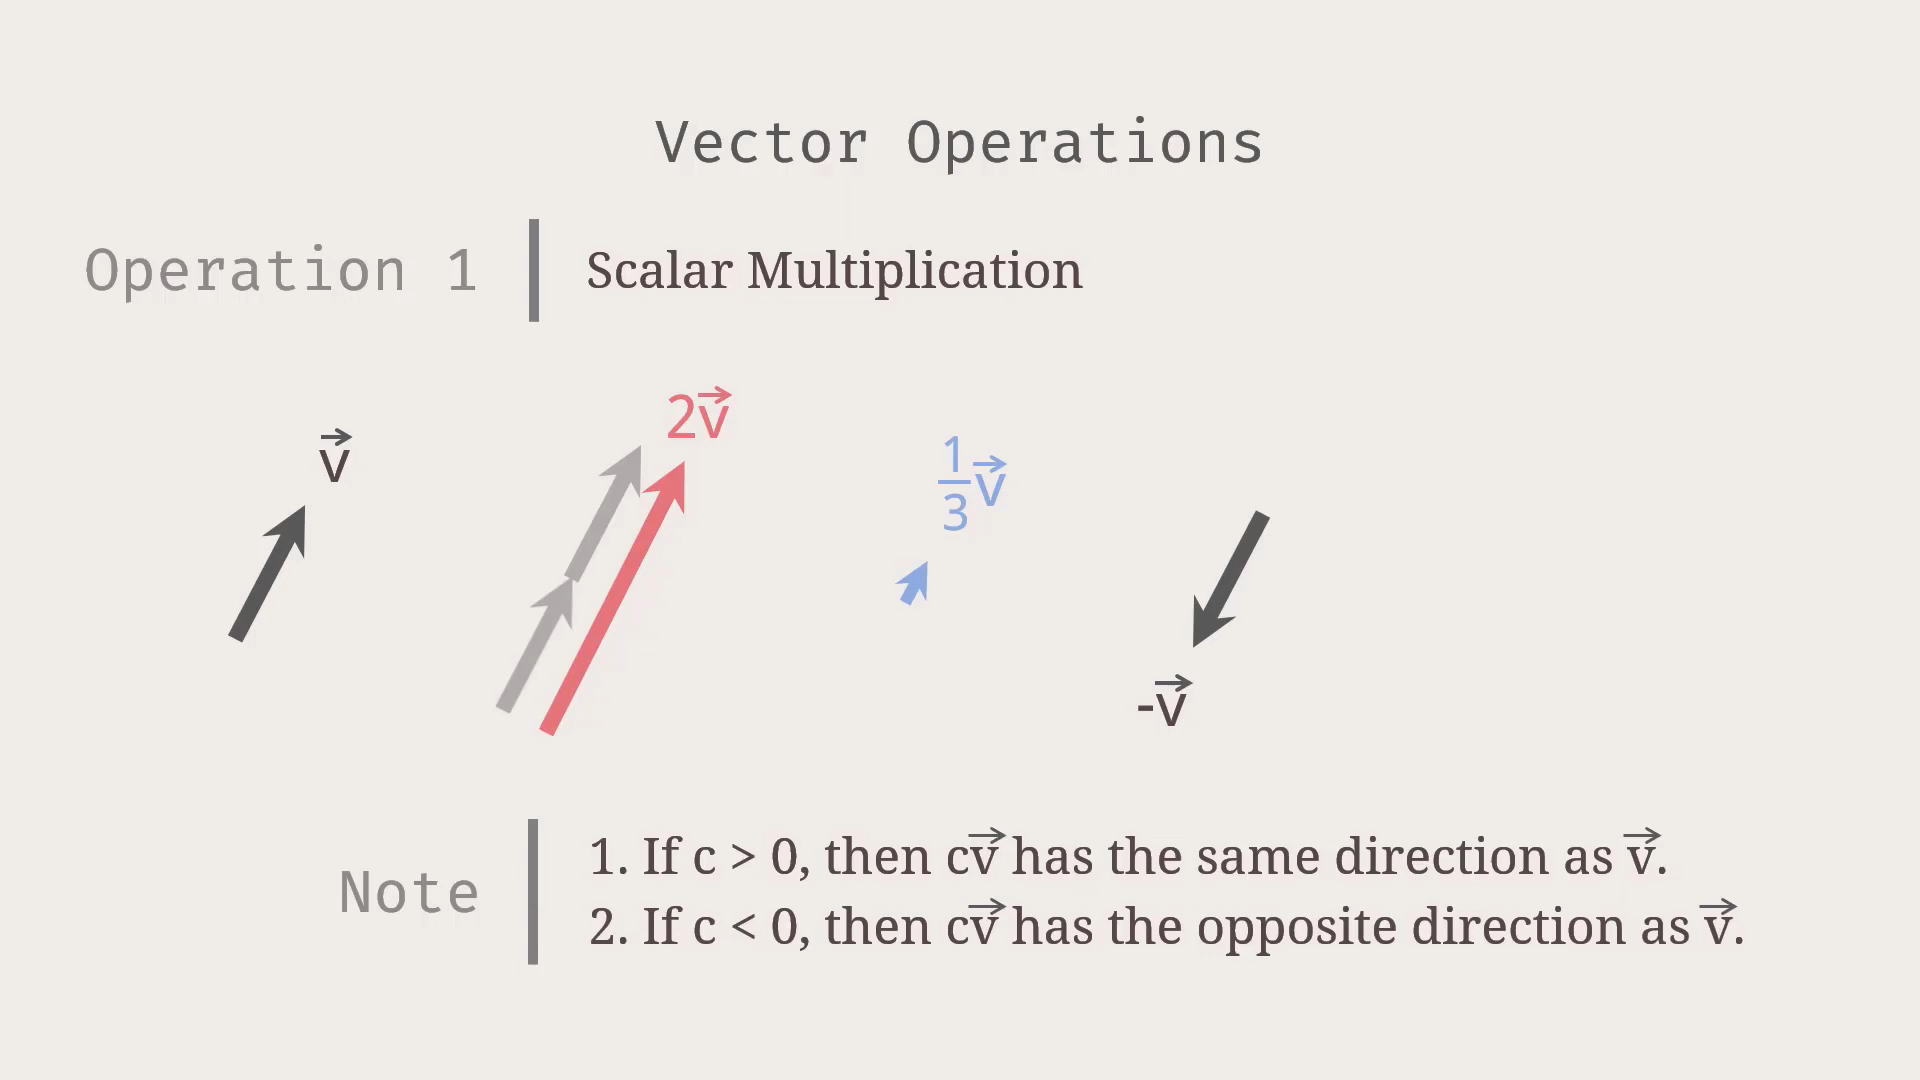 Vector Operations
Operation 1
Scalar Multiplication
v⃗
2v⃗
1/3 v⃗
-v⃗
Note
1. If c > 0, then cv⃗ has the same direction as v⃗.
2. If c < 0, then cv⃗ has the opposite direction as v⃗.